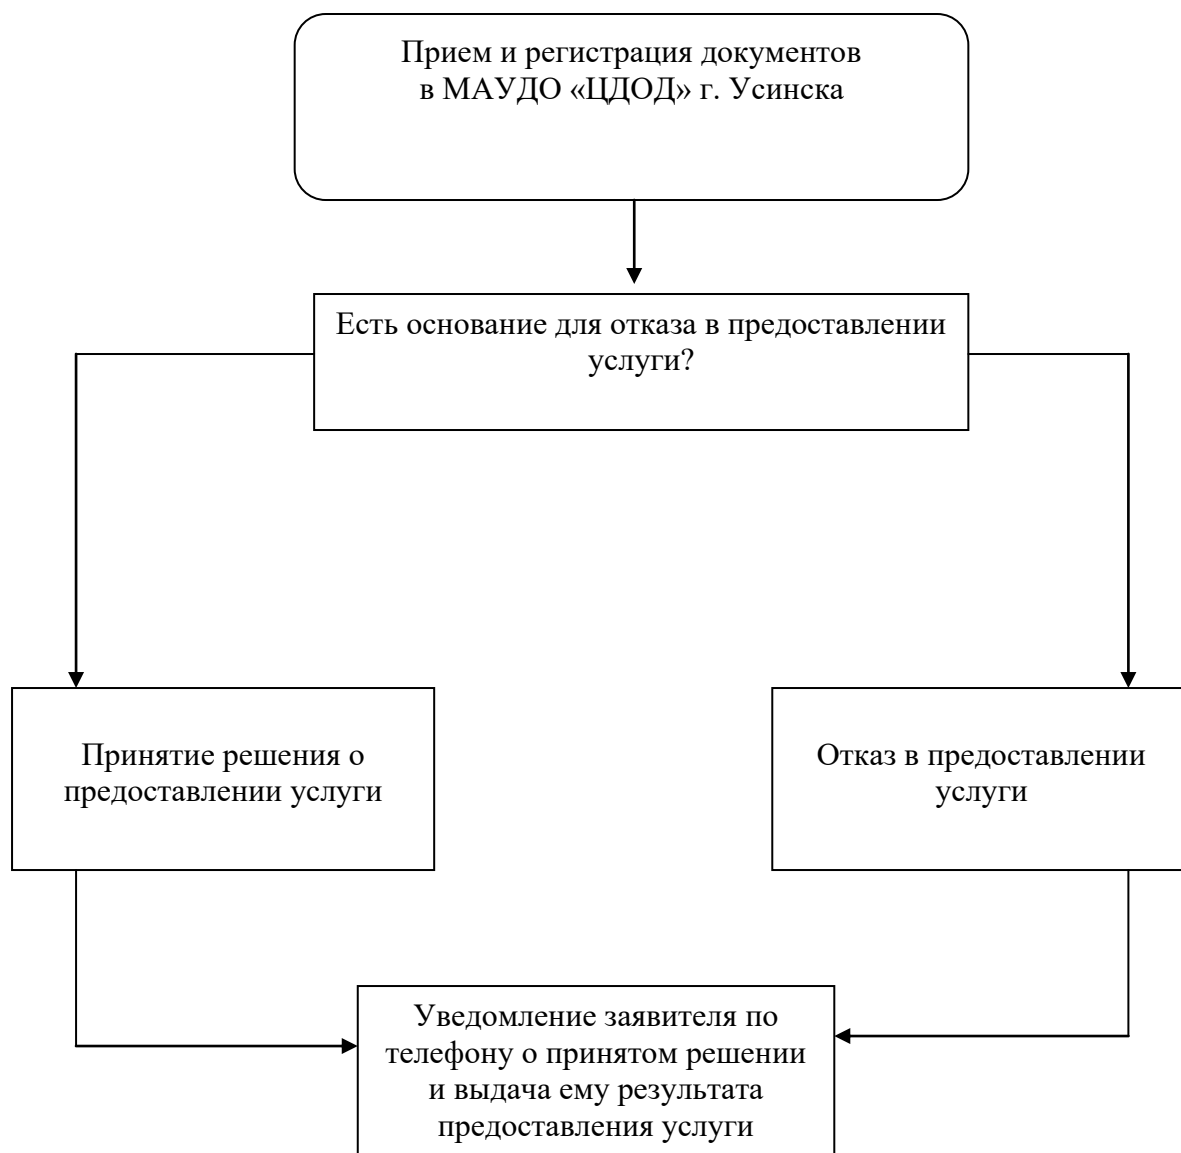 Прием и регистрация документов
в МАУДО «ЦДОД» г. Усинска
Есть основание для отказа в предоставлении
услуги?
Принятие решения о
предоставлении услуги
Отказ в предоставлении
услуги
Уведомление заявителя по
телефону о принятом решении
и выдача ему результата
предоставления услуги